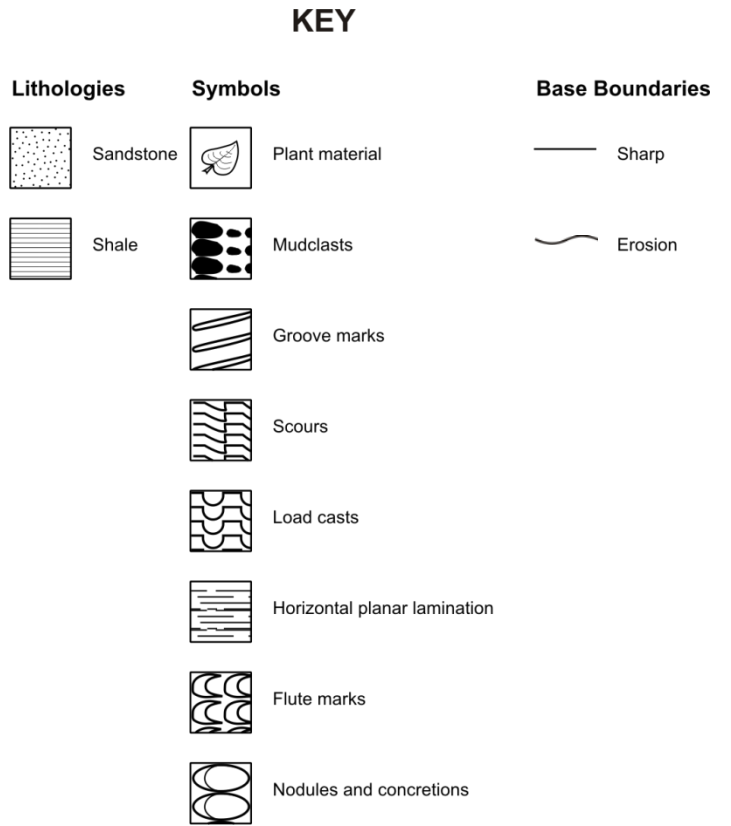 KEY
Lithologies Symbols Base Boundaries
Sandstone Plant material Sharp
Shale Mudclasts Erosion
Groove marks
Scours
Load casts
Horizontal planar lamination
Flute marks
Nodules and concretions